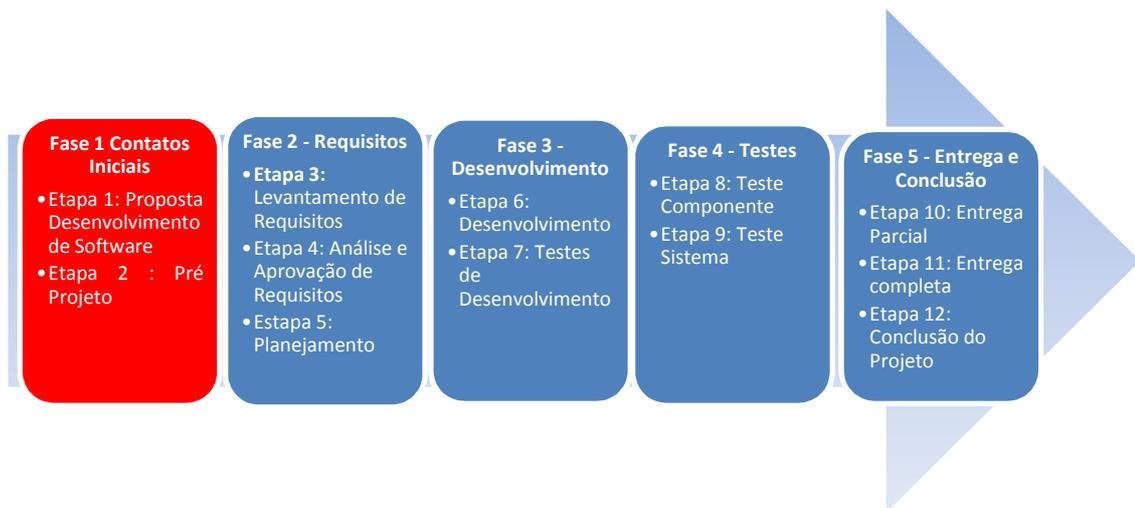 Fase 1 Contatos
Iniciais
•Etapa 1: Proposta
Desenvolvimento
de Software
•Etapa 2 : Pré
Projeto
Fase 2 - Requisitos
•Etapa 3:
Levantamento de
Requisitos
•Etapa 4: Análise e
Aprovação de
Requisitos
•Estapa 5:
Planejamento
Fase 3 -
Desenvolvimento
•Etapa 6:
Desenvolvimento
•Etapa 7: Testes
de
Desenvolvimento
Fase 4 - Testes
•Etapa 8: Teste
Componente
•Etapa 9: Teste
Sistema
Fase 5 - Entrega e
Conclusão
•Etapa 10: Entrega
Parcial
•Etapa 11: Entrega
completa
•Etapa 12:
Conclusão do
Projeto